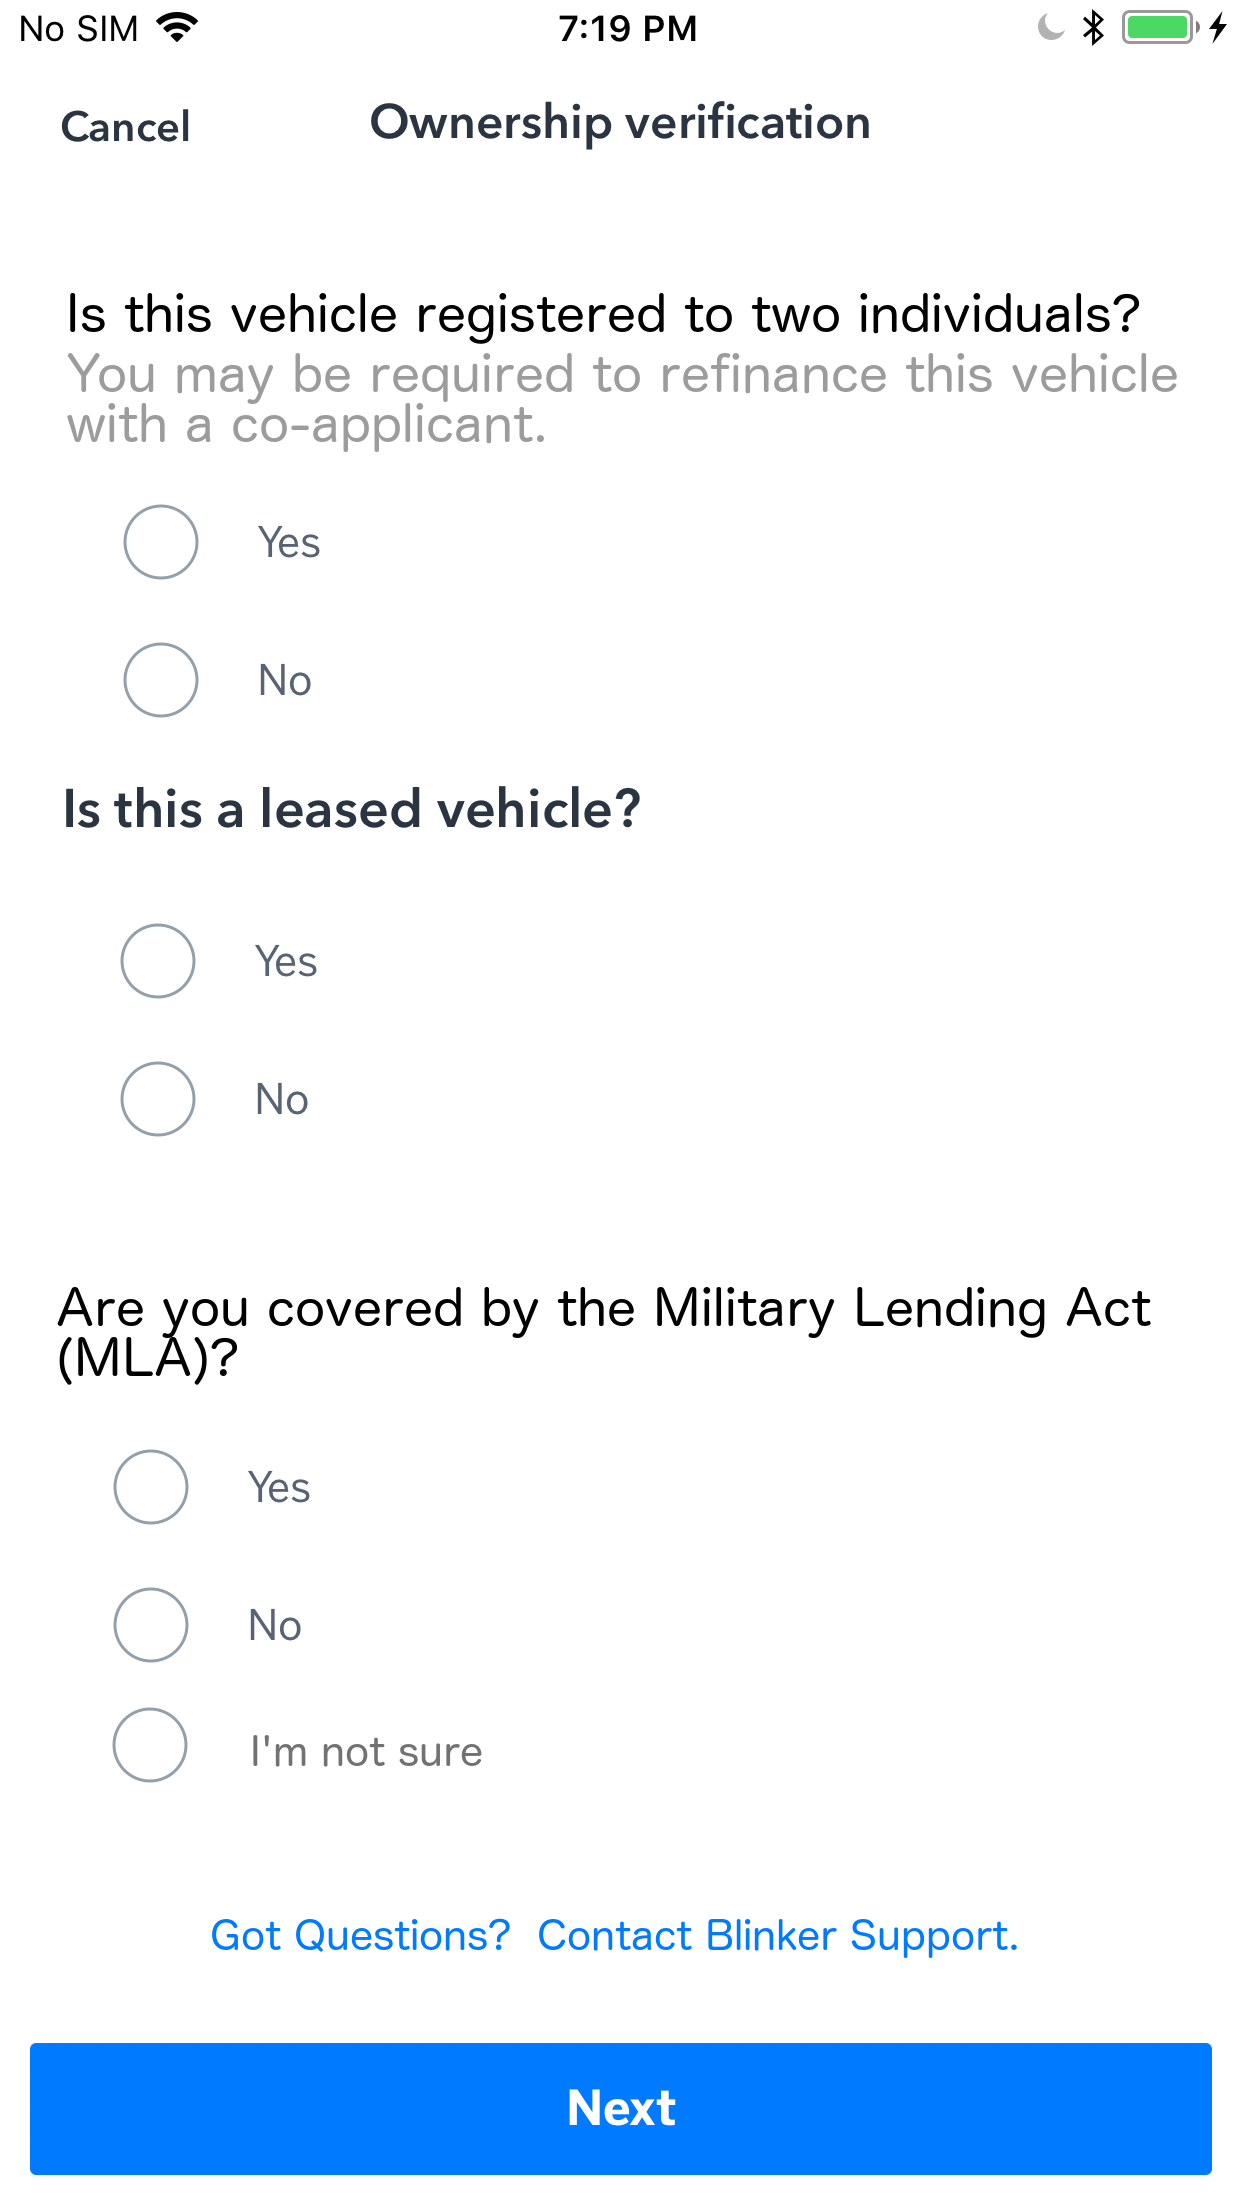 No SIM 7:19 PM
Cancel Ownership verification
Is this vehicle registered to two individuals?
You may be required to refinance this vehicle
with a co-applicant.
Yes
No
Is this a leased vehicle?
Yes
No
Are you covered by the Military Lending Act
(MLA)?
Yes
No
I'm not sure
Got Questions? Contact Blinker Support.
Next